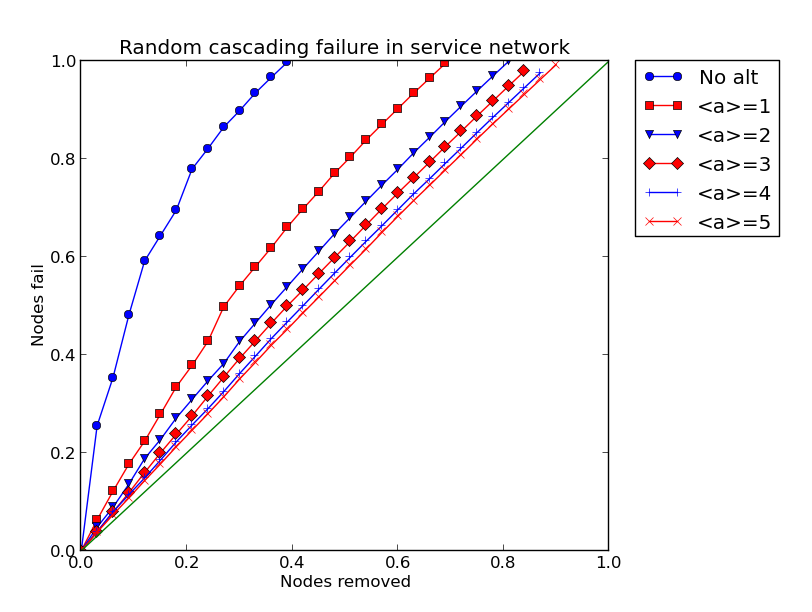 Random cascading failure in service network
1.0
0.8
0.6
0.4
0.2
0.0
Nodes fail
0.0 0.2 0.4 0.6 0.8 1.0
Nodes removed
No alt
<a>=1
<a>=2
<a>=3
<a>=4
<a>=5